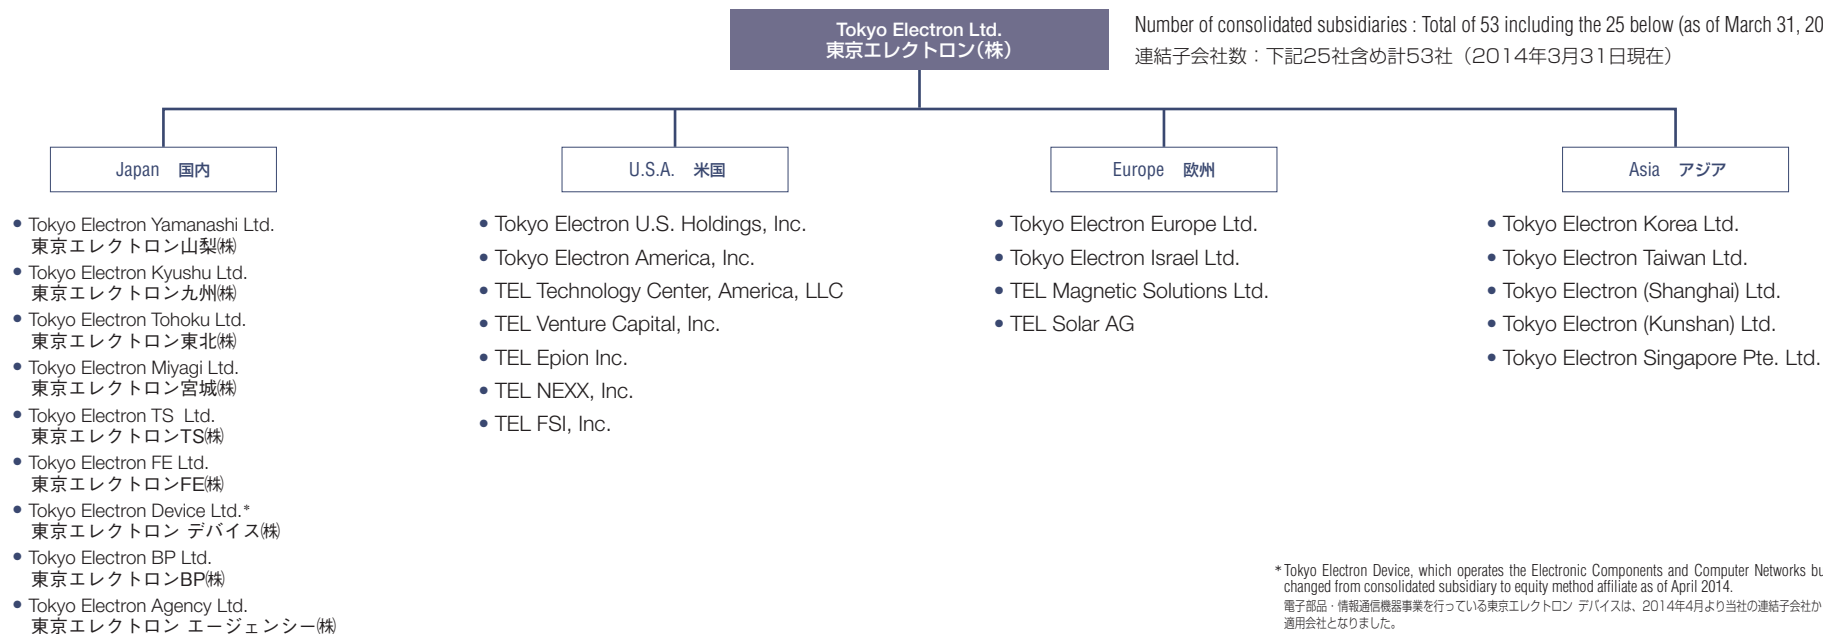 Tokyo Electron Ltd.
東京エレクトロン(株)
Number of consolidated subsidiaries : Total of 53 including the 25 below (as of March 31, 20
連結子会社数：下記25社含め計53社（2014年3月31日現在）
Japan 国内
U.S.A. 米国
Europe 欧州
Asia アジア
• Tokyo Electron Yamanashi Ltd.
東京エレクトロン山梨㈱
• Tokyo Electron Kyushu Ltd.
東京エレクトロン九州㈱
• Tokyo Electron Tohoku Ltd.
東京エレクトロン東北㈱
• Tokyo Electron Miyagi Ltd.
東京エレクトロン宮城㈱
• Tokyo Electron TS Ltd.
東京エレクトロンTS㈱
• Tokyo Electron FE Ltd.
東京エレクトロンFE㈱
• Tokyo Electron Device Ltd.*
東京エレクトロン デバイス㈱
• Tokyo Electron BP Ltd.
東京エレクトロンBP㈱
• Tokyo Electron Agency Ltd.
東京エレクトロン エージェンシー㈱
• Tokyo Electron U.S. Holdings, Inc.
• Tokyo Electron America, Inc.
• TEL Technology Center, America, LLC
• TEL Venture Capital, Inc.
• TEL Epion Inc.
• TEL NEXX, Inc.
• TEL FSI, Inc.
• Tokyo Electron Europe Ltd.
• Tokyo Electron Israel Ltd.
• TEL Magnetic Solutions Ltd.
• TEL Solar AG
• Tokyo Electron Korea Ltd.
• Tokyo Electron Taiwan Ltd.
• Tokyo Electron (Shanghai) Ltd.
• Tokyo Electron (Kunshan) Ltd.
• Tokyo Electron Singapore Pte. Ltd.
* Tokyo Electron Device, which operates the Electronic Components and Computer Networks bu
changed from consolidated subsidiary to equity method affiliate as of April 2014.
電子部品・情報通信機器事業を行っている東京エレクトロン デバイスは、2014年4月より当社の連結子会社か
適用会社となりました。